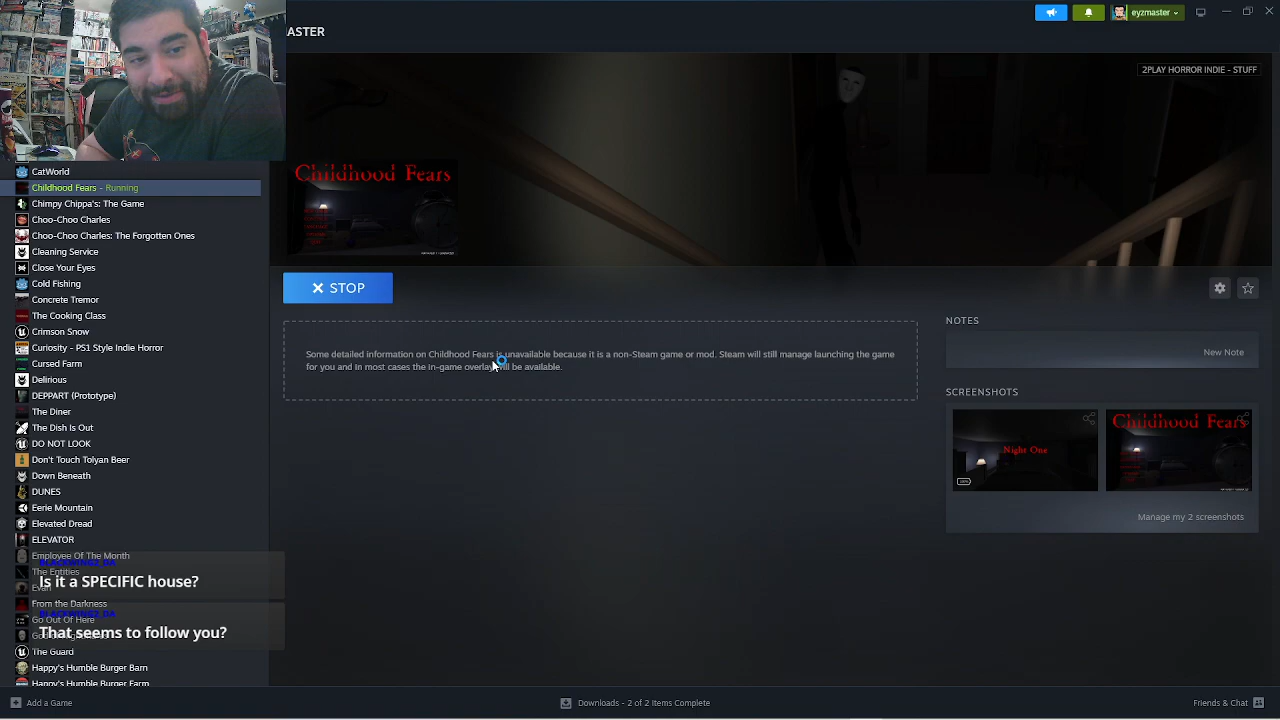 ASTER
eyzmaster
2PLAY HORROR INDIE - STUFF
Childhood Fears
CatWorld
Childhood Fears - Running
Chimpy Chippa's: The Game
Choo-Choo Charles
Choo-Choo Charles: The Forgotten Ones
Cleaning Service
Close Your Eyes
Cold Fishing
Concrete Tremor
The Cooking Class
Crimson Snow
Curiosity - PS1 Style Indie Horror
Cursed Farm
Delirious
DEPPART (Prototype)
The Diner
The Dish Is Out
DO NOT LOOK
Don't Touch Tolyan Beer
Down Beneath
DUNES
Eerie Mountain
Elevated Dread
ELEVATOR
Employee Of The Month
The Entities
Is it a SPECIFIC house?
From the Darkness
Go Out Of Here
That seems to follow you?
The Guard
Happy's Humble Burger Barn
Happy's Humble Burger Farm
STOP
Some detailed information on Childhood Fears is unavailable because it is a non-Steam game or mod. Steam will still manage launching the game
for you and in most cases the in-game overlay will be available.
NOTES
New Note
SCREENSHOTS
Night One
Childhood Fears
Manage my 2 screenshots
Add a Game
Downloads - 2 of 2 Items Complete
Friends & Chat